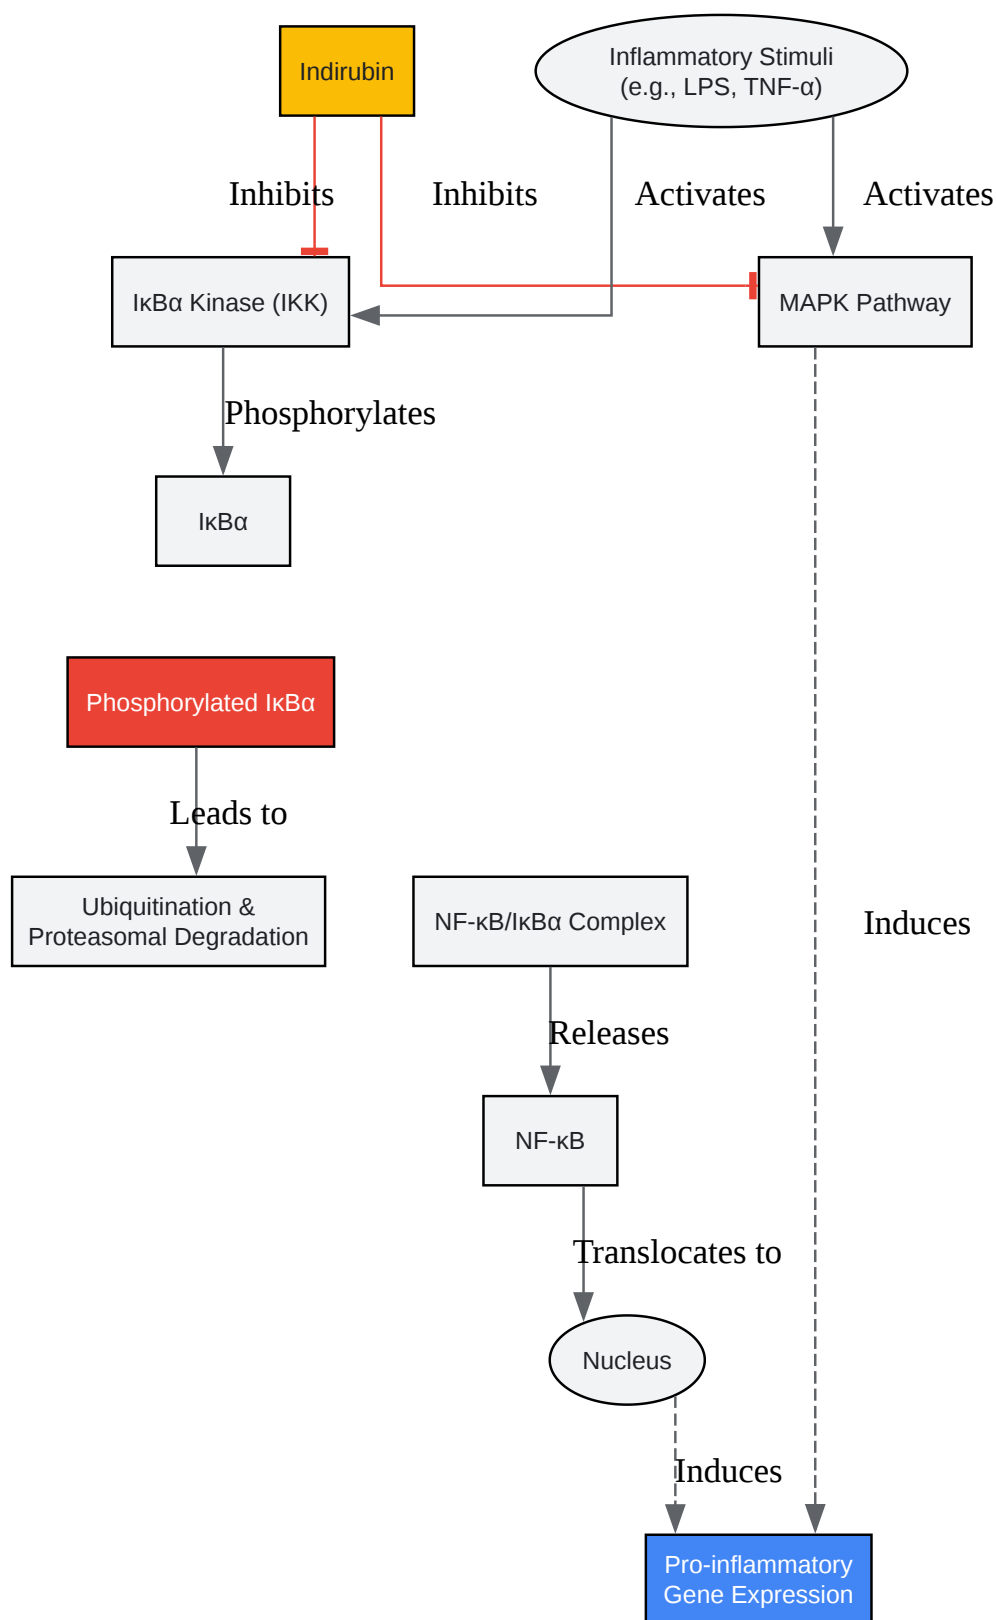 Indirubin
Inflammatory Stimuli
(e.g., LPS, TNF-α)
Inhibits
Inhibits
Activates
Activates
IκBα Kinase (IKK)
MAPK Pathway
Phosphorylates
IκBα
Phosphorylated IκBα
Leads to
Ubiquitination &
Proteasomal Degradation
NF-κB/IκBα Complex
Induces
Releases
NF-κB
Translocates to
Nucleus
Induces
Pro-inflammatory
Gene Expression